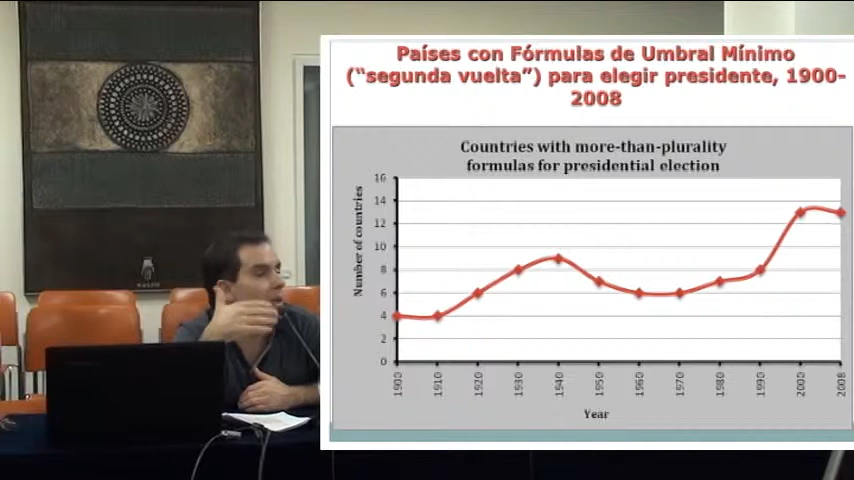 Países con Fórmulas de Umbral Mínimo
("segunda vuelta") para elegir presidente, 1900-
2008
Countries with more-than-plurality
formulas for presidential election
Number of countries
16
14
12
10
8
6
4
2
0
1900 1910 1920 1930 1940 1950 1960 1970 1980 1990 2000 2008
Year